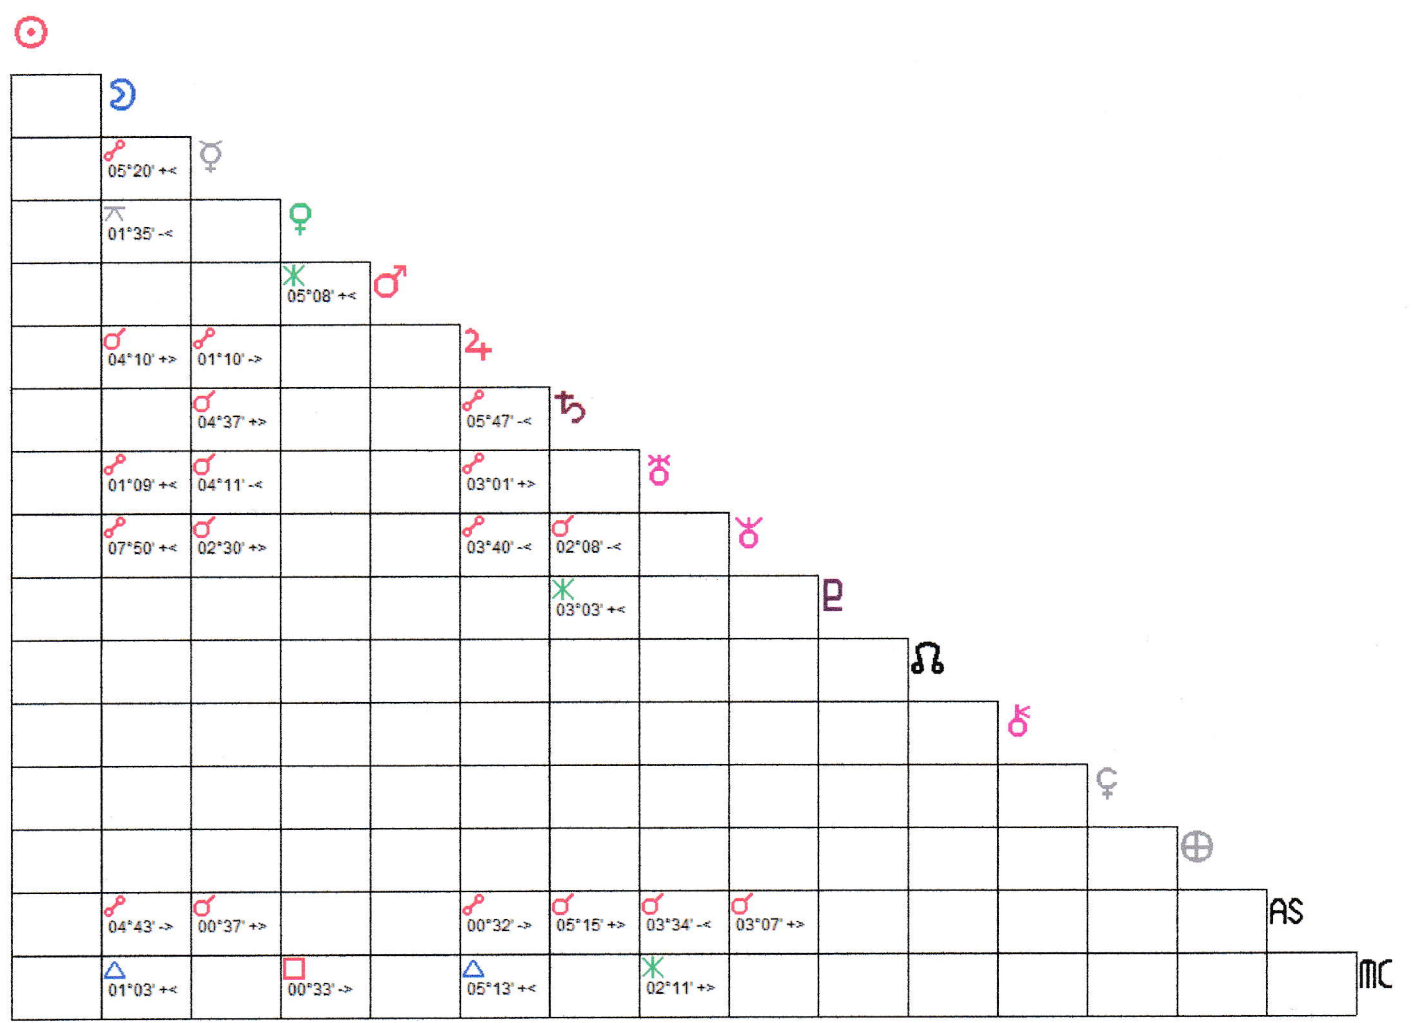 ☉
☽
05°20' +<
☿
01°35' -<
♀
05°08' +<
♂
04°10' +> 01°10' ->
♃
04°37' +> 05°47' -<
♄
01°09' +< 04°11' -< 03°01' +>
♅
07°50' +< 02°30' +> 03°40' -< 02°08' -<
♆
03°03' +<
♇
☊
⚷
⚳
⊕
04°43' -> 00°37' +> 00°32' -> 05°15' +> 03°34' -< 03°07' +>
AS
01°03' +< 00°33' -> 05°13' +< 02°11' +>
MC